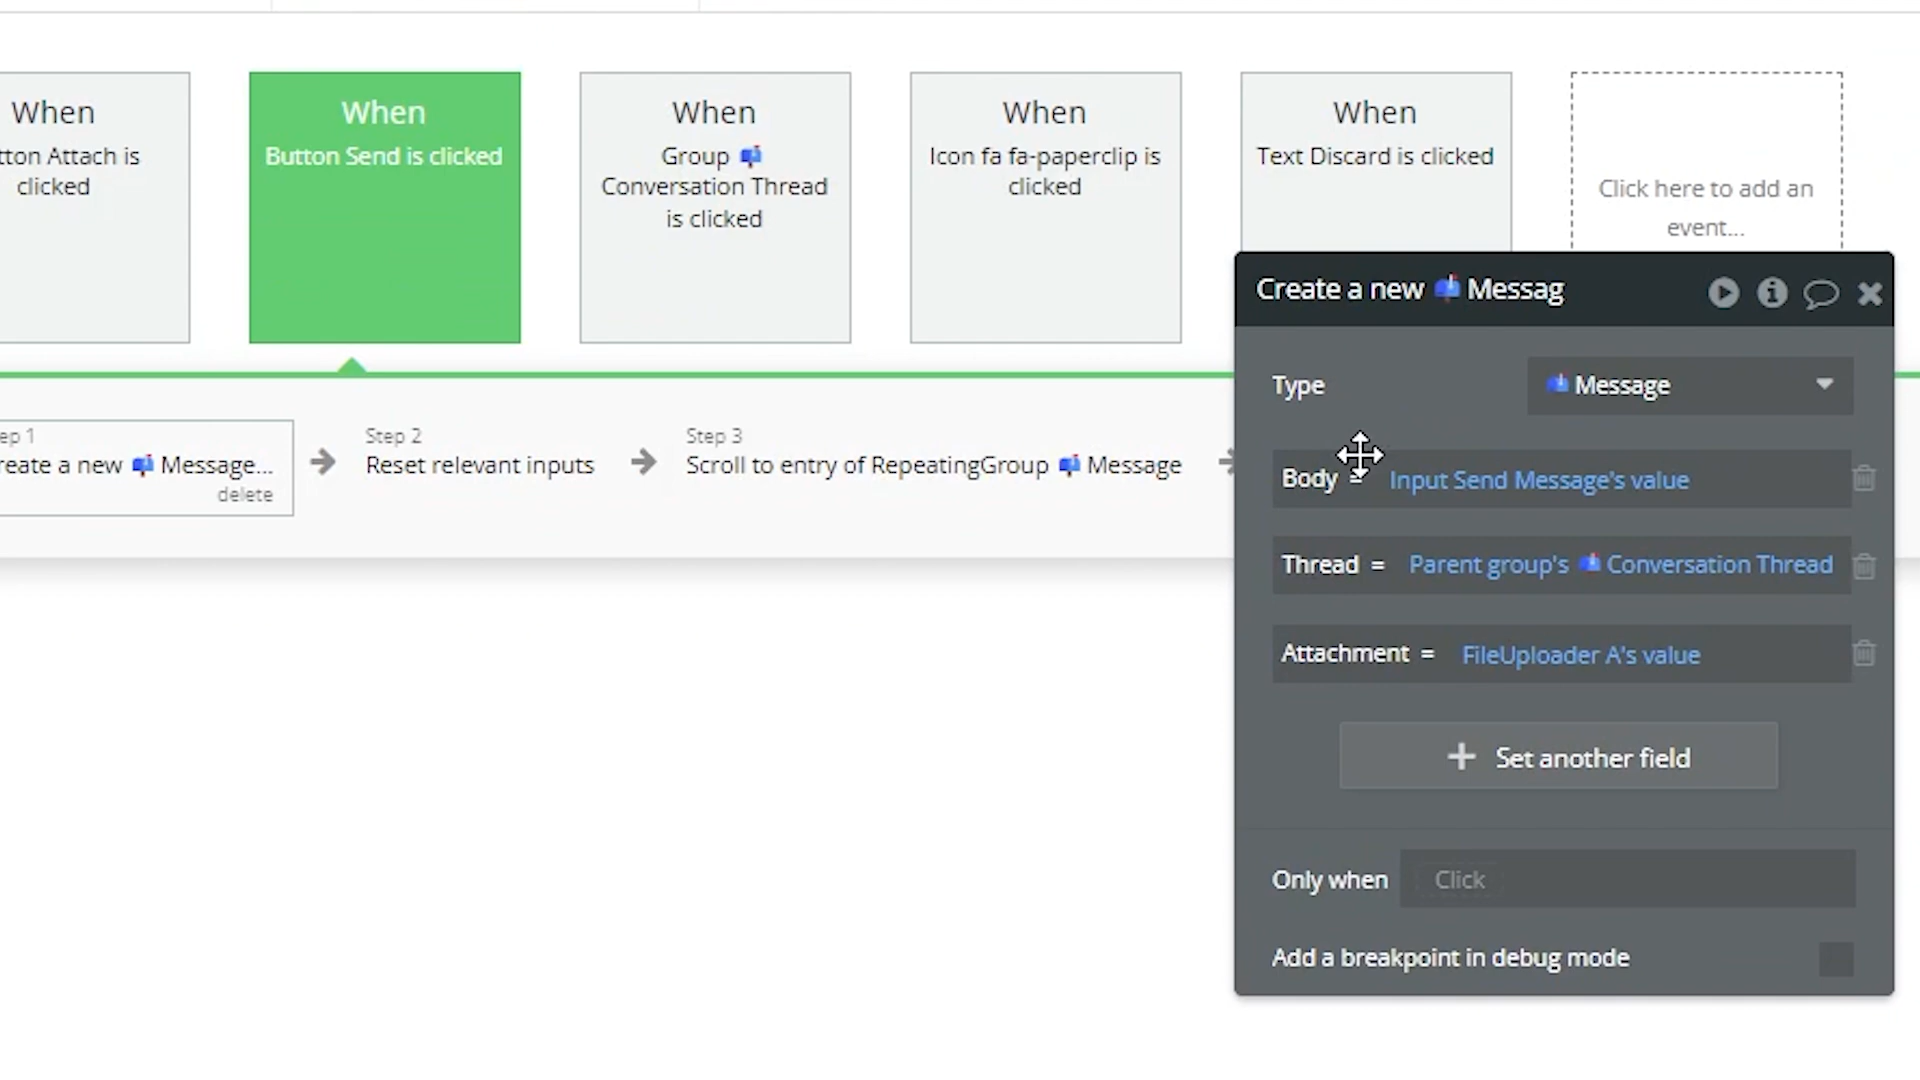 When
tton Attach is
clicked
When
Button Send is clicked
When
Group 📫
Conversation Thread
is clicked
When
Icon fa fa-paperclip is
clicked
When
Text Discard is clicked
Click here to add an
event...
ep 1
reate a new 📫 Message...
delete
Step 2
Reset relevant inputs
Step 3
Scroll to entry of RepeatingGroup 📫 Message
Create a new 📫 Messag
Type 📫 Message
Body = Input Send Message's value
Thread = Parent group's 📫 Conversation Thread
Attachment = FileUploader A's value
+ Set another field
Only when Click
Add a breakpoint in debug mode